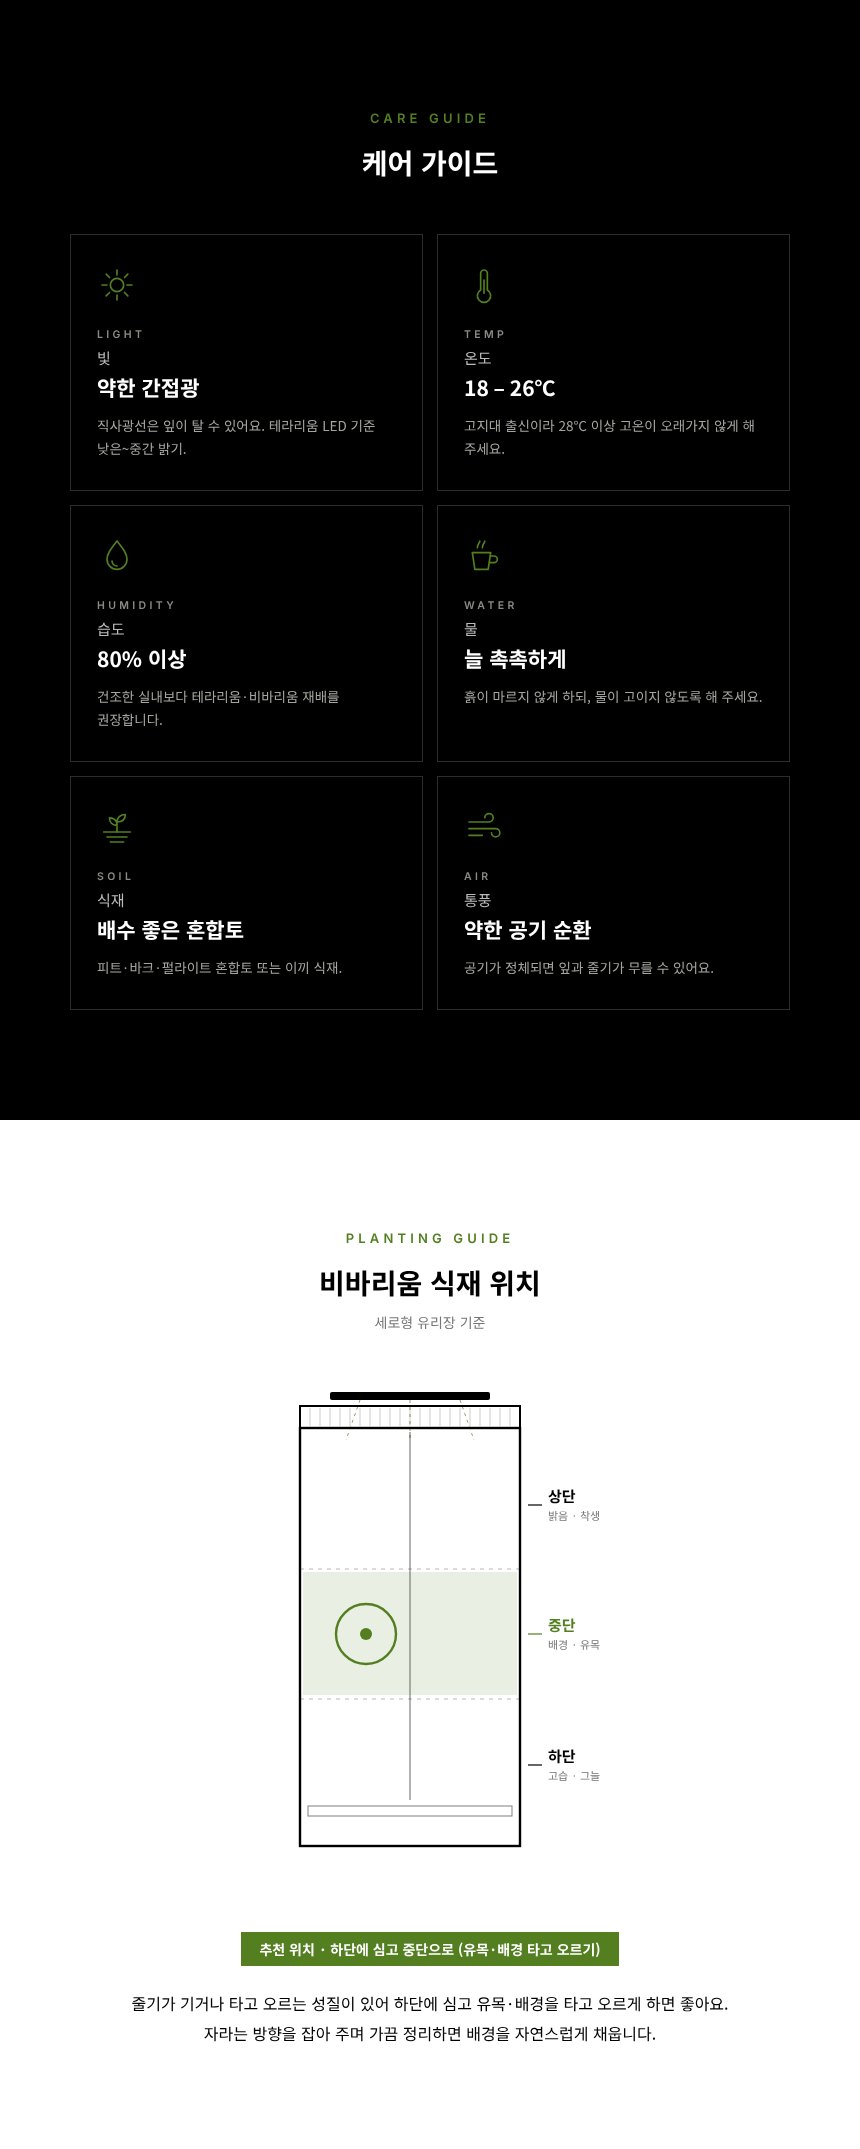 CARE GUIDE
케어 가이드
LIGHT
빛
약한 간접광
직사광선은 잎이 탈 수 있어요. 테라리움 LED 기준
낮은~중간 밝기.
TEMP
온도
18 – 26℃
고지대 출신이라 28℃ 이상 고온이 오래가지 않게 해
주세요.
HUMIDITY
습도
80% 이상
건조한 실내보다 테라리움·비바리움 재배를
권장합니다.
WATER
물
늘 촉촉하게
흙이 마르지 않게 하되, 물이 고이지 않도록 해 주세요.
SOIL
식재
배수 좋은 혼합토
피트·바크·펄라이트 혼합토 또는 이끼 식재.
AIR
통풍
약한 공기 순환
공기가 정체되면 잎과 줄기가 무를 수 있어요.
PLANTING GUIDE
비바리움 식재 위치
세로형 유리장 기준
상단
밝음 · 착생
중단
배경 · 유목
하단
고습 · 그늘
추천 위치 · 하단에 심고 중단으로 (유목·배경 타고 오르기)
줄기가 기거나 타고 오르는 성질이 있어 하단에 심고 유목·배경을 타고 오르게 하면 좋아요.
자라는 방향을 잡아 주며 가끔 정리하면 배경을 자연스럽게 채웁니다.